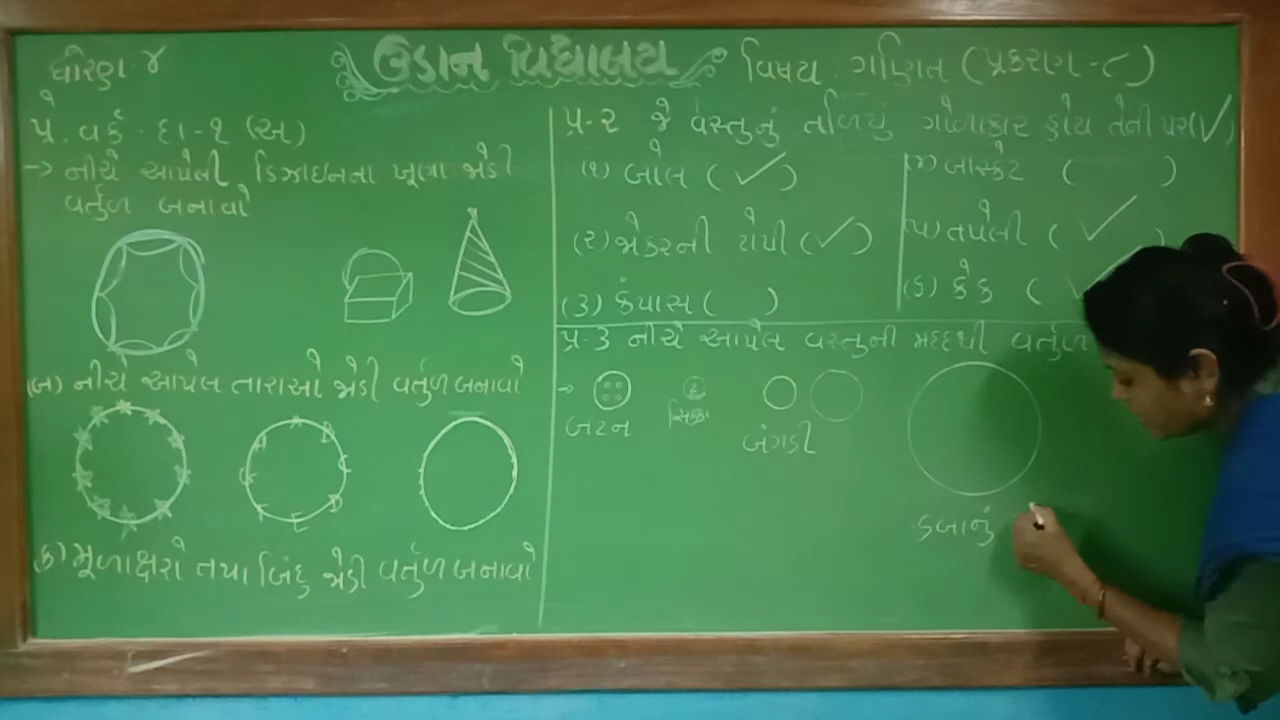 ધોરણ-૪
ઉડાન વિદ્યાલય
વિષય ગણિત (પ્રકરણ-૮)
પ્રે. વર્ક - દા-૧ (અ)
→ નીચે આપેલી ડિઝાઇનના ખૂણા જોડી
વર્તુળ બનાવો
(બ) નીચે આપેલ તારાઓ જોડી વર્તુળ બનાવો
(ક) મૂળાક્ષરો તથા બિંદુ જોડી વર્તુળ બનાવો
પ્ર-૨ જે વસ્તુનું તળિયું ગોળાકાર હોય તેની પર (✓)
(૧) બોલ (✓)
(૨) જોકરની ટોપી (✓)
(૩) કંપાસ ( )
(૪) બાસ્કેટ ( )
(૫) તપેલી (✓)
(૬) કેક (✓
પ્ર-૩ નીચે આપેલ વસ્તુની મદદથી વર્તુળ
→ બટન
૨
સિક્કા
બંગડી
ડબાનું